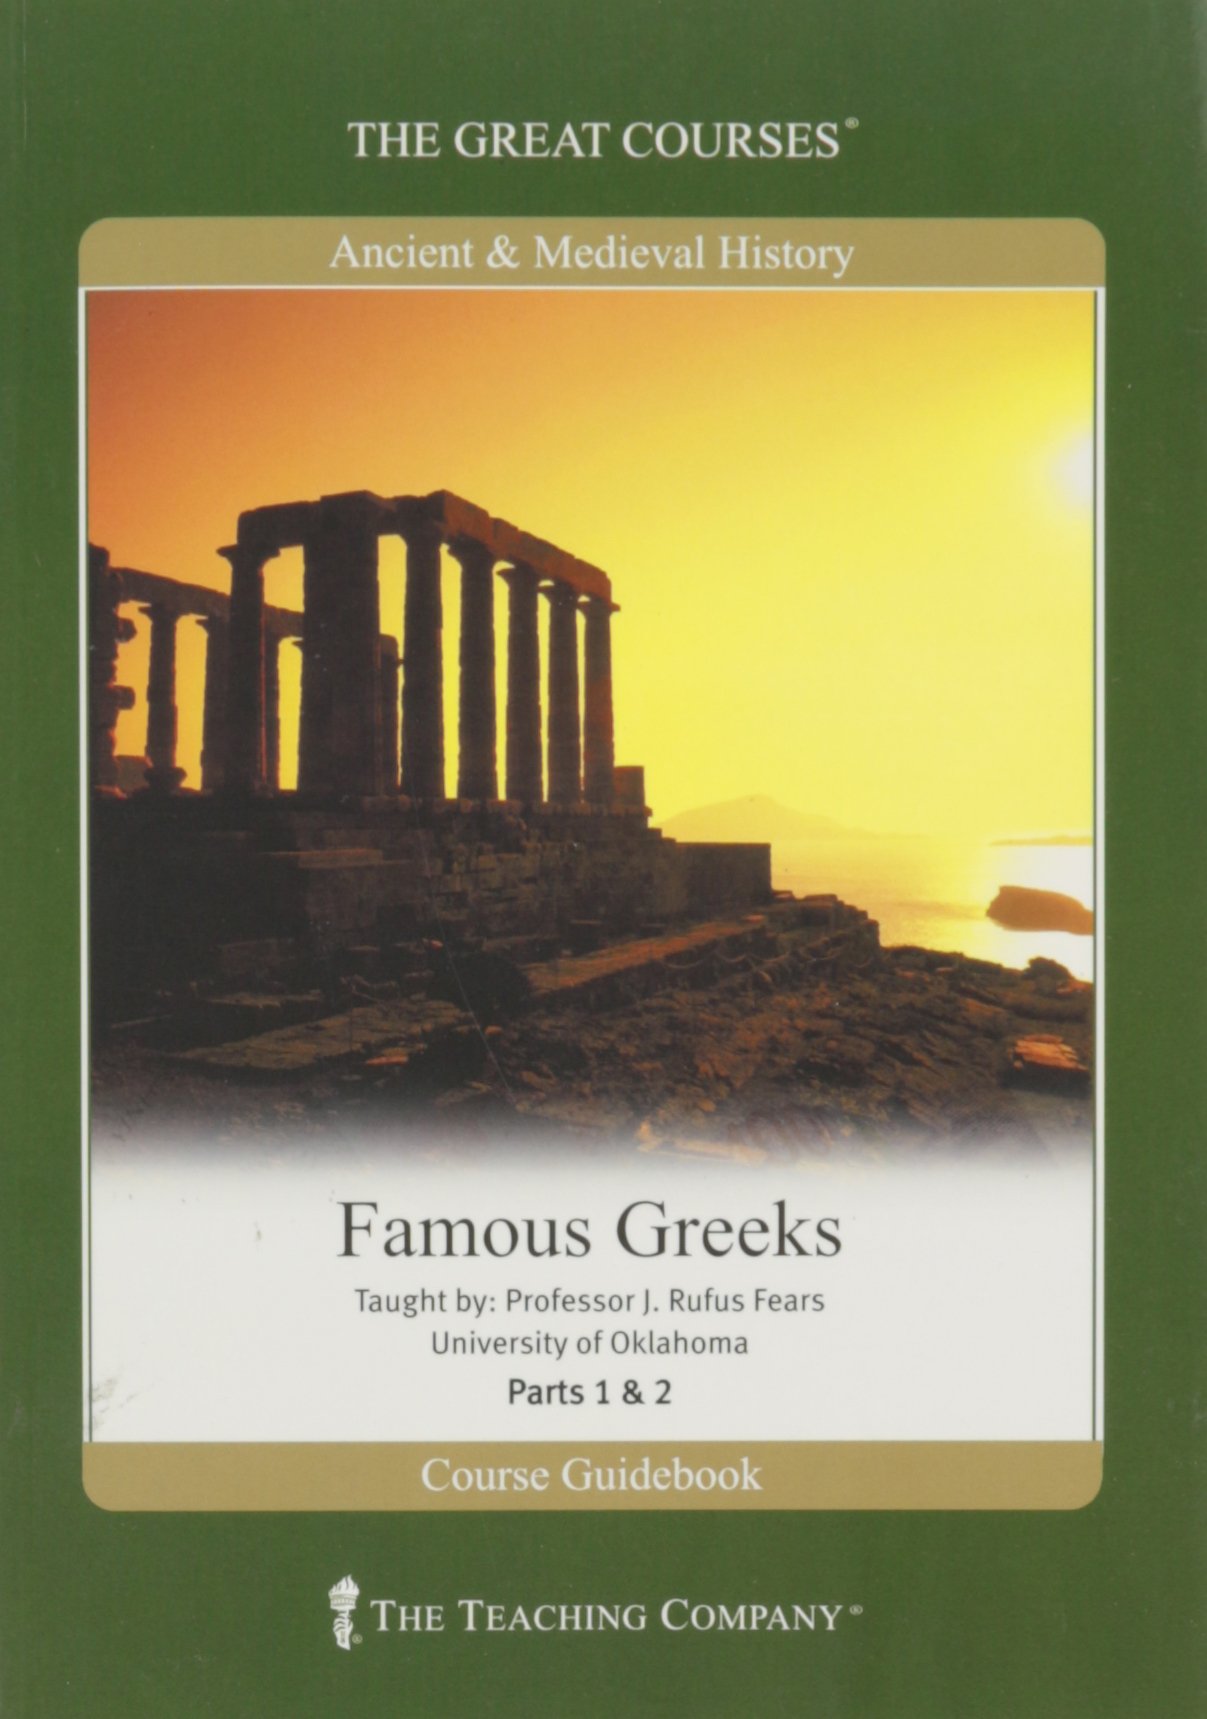 THE GREAT COURSES®
Ancient & Medieval History
Famous Greeks
Taught by: Professor J. Rufus Fears
University of Oklahoma
Parts 1 & 2
Course Guidebook
THE TEACHING COMPANY®